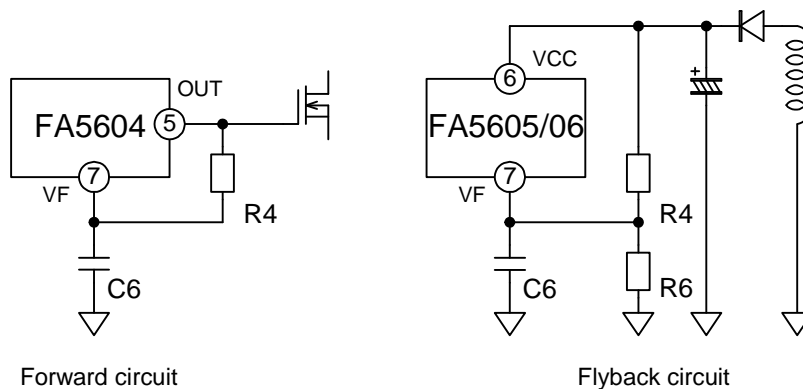 OUT
FA5604
5
7
VF
R4
C6
Forward circuit
VCC
6
+
FA5605/06
7
VF
R4
C6
R6
Flyback circuit